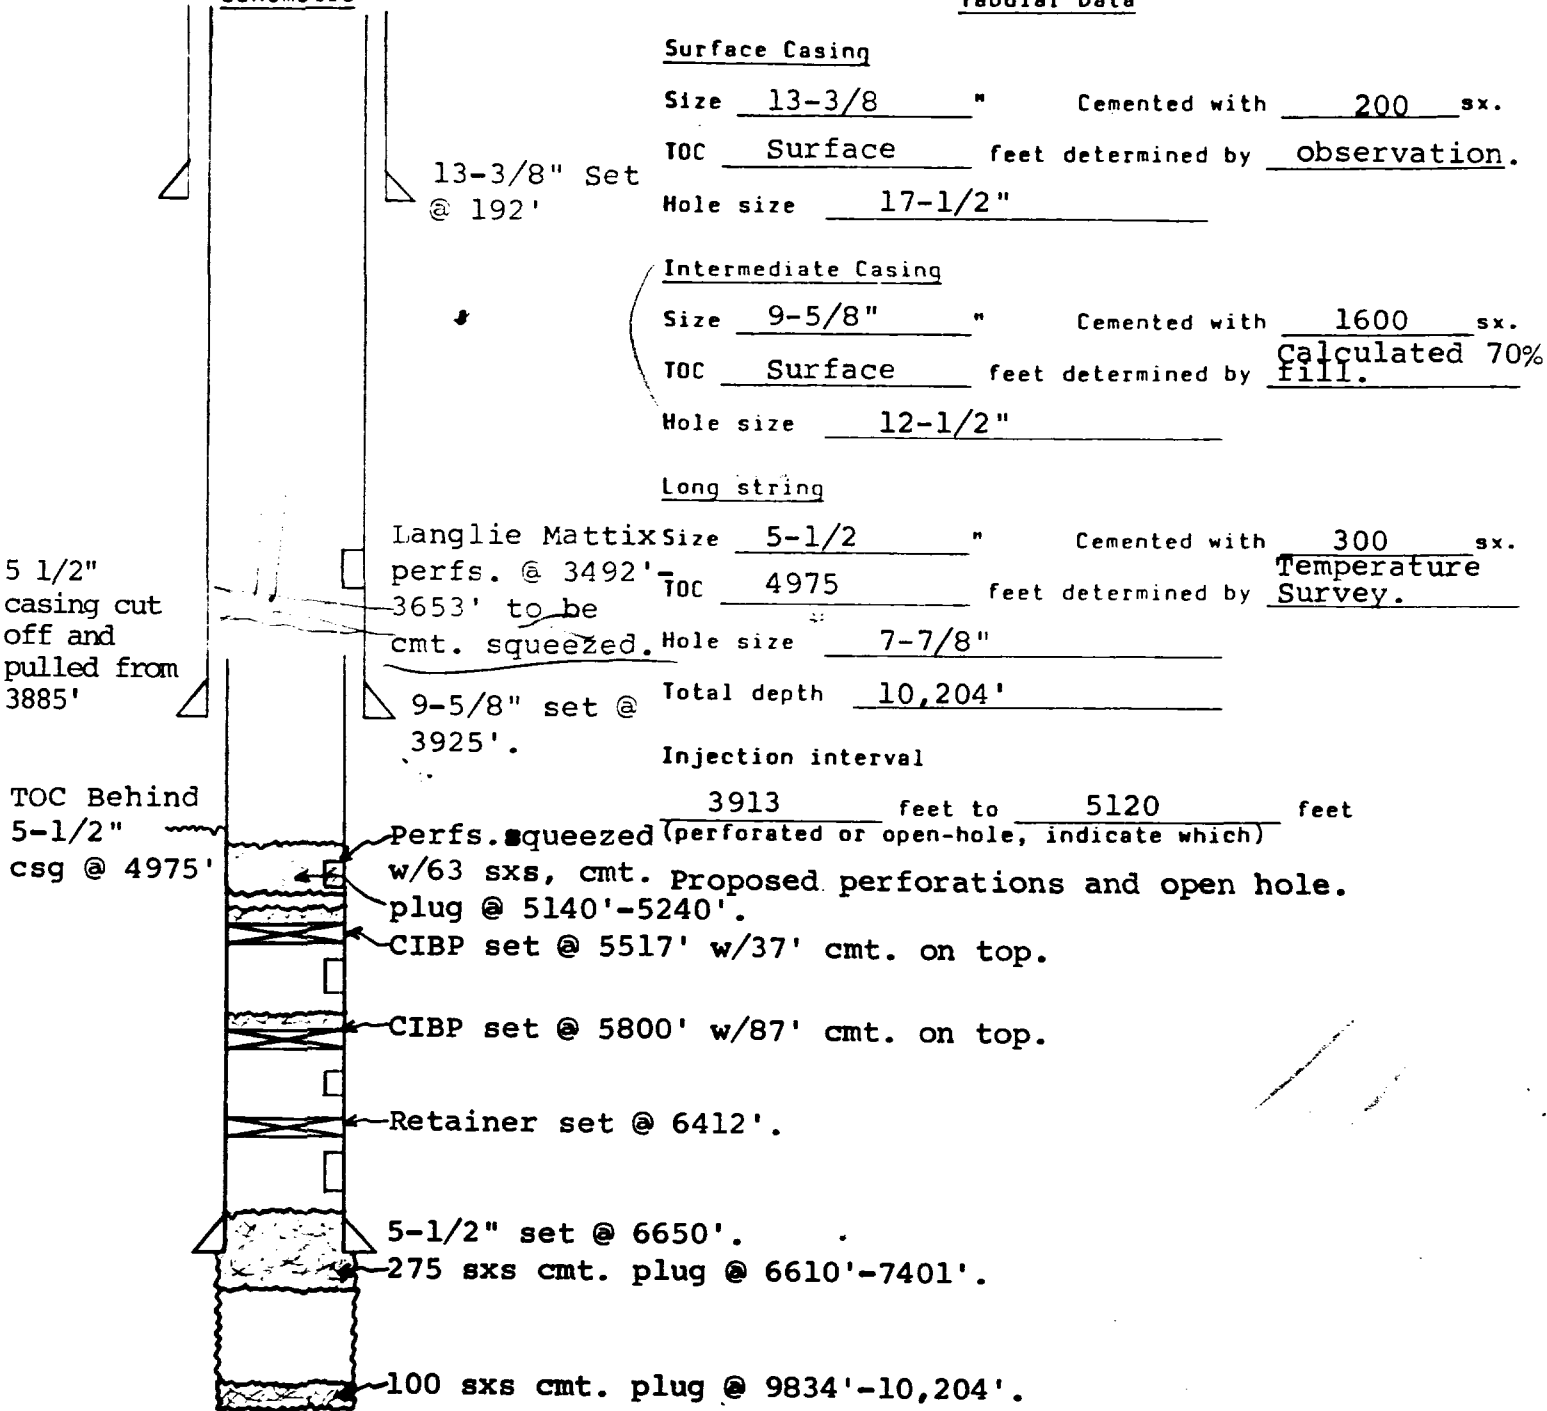 Tabular Data
Surface Casing
Size 13-3/8 " Cemented with 200 sx.
TOC Surface feet determined by observation.
Hole size 17-1/2"
13-3/8" Set
@ 192'
Intermediate Casing
Size 9-5/8" " Cemented with 1600 sx.
TOC Surface feet determined by Calculated 70%
fill.
Hole size 12-1/2"
Long string
Size 5-1/2 " Cemented with 300 sx.
TOC 4975 feet determined by Temperature
Survey.
Hole size 7-7/8"
Total depth 10,204'
Langlie Mattix
perfs. @ 3492'-
3653' to be
cmt. squeezed.
5 1/2"
casing cut
off and
pulled from
3885'
9-5/8" set @
3925'.
Injection interval
3913 feet to 5120 feet
(perforated or open-hole, indicate which)
Proposed perforations and open hole.
TOC Behind
5-1/2"
csg @ 4975'
Perfs. squeezed
w/63 sxs, cmt.
plug @ 5140'-5240'.
CIBP set @ 5517' w/37' cmt. on top.
CIBP set @ 5800' w/87' cmt. on top.
Retainer set @ 6412'.
5-1/2" set @ 6650'.
275 sxs cmt. plug @ 6610'-7401'.
100 sxs cmt. plug @ 9834'-10,204'.